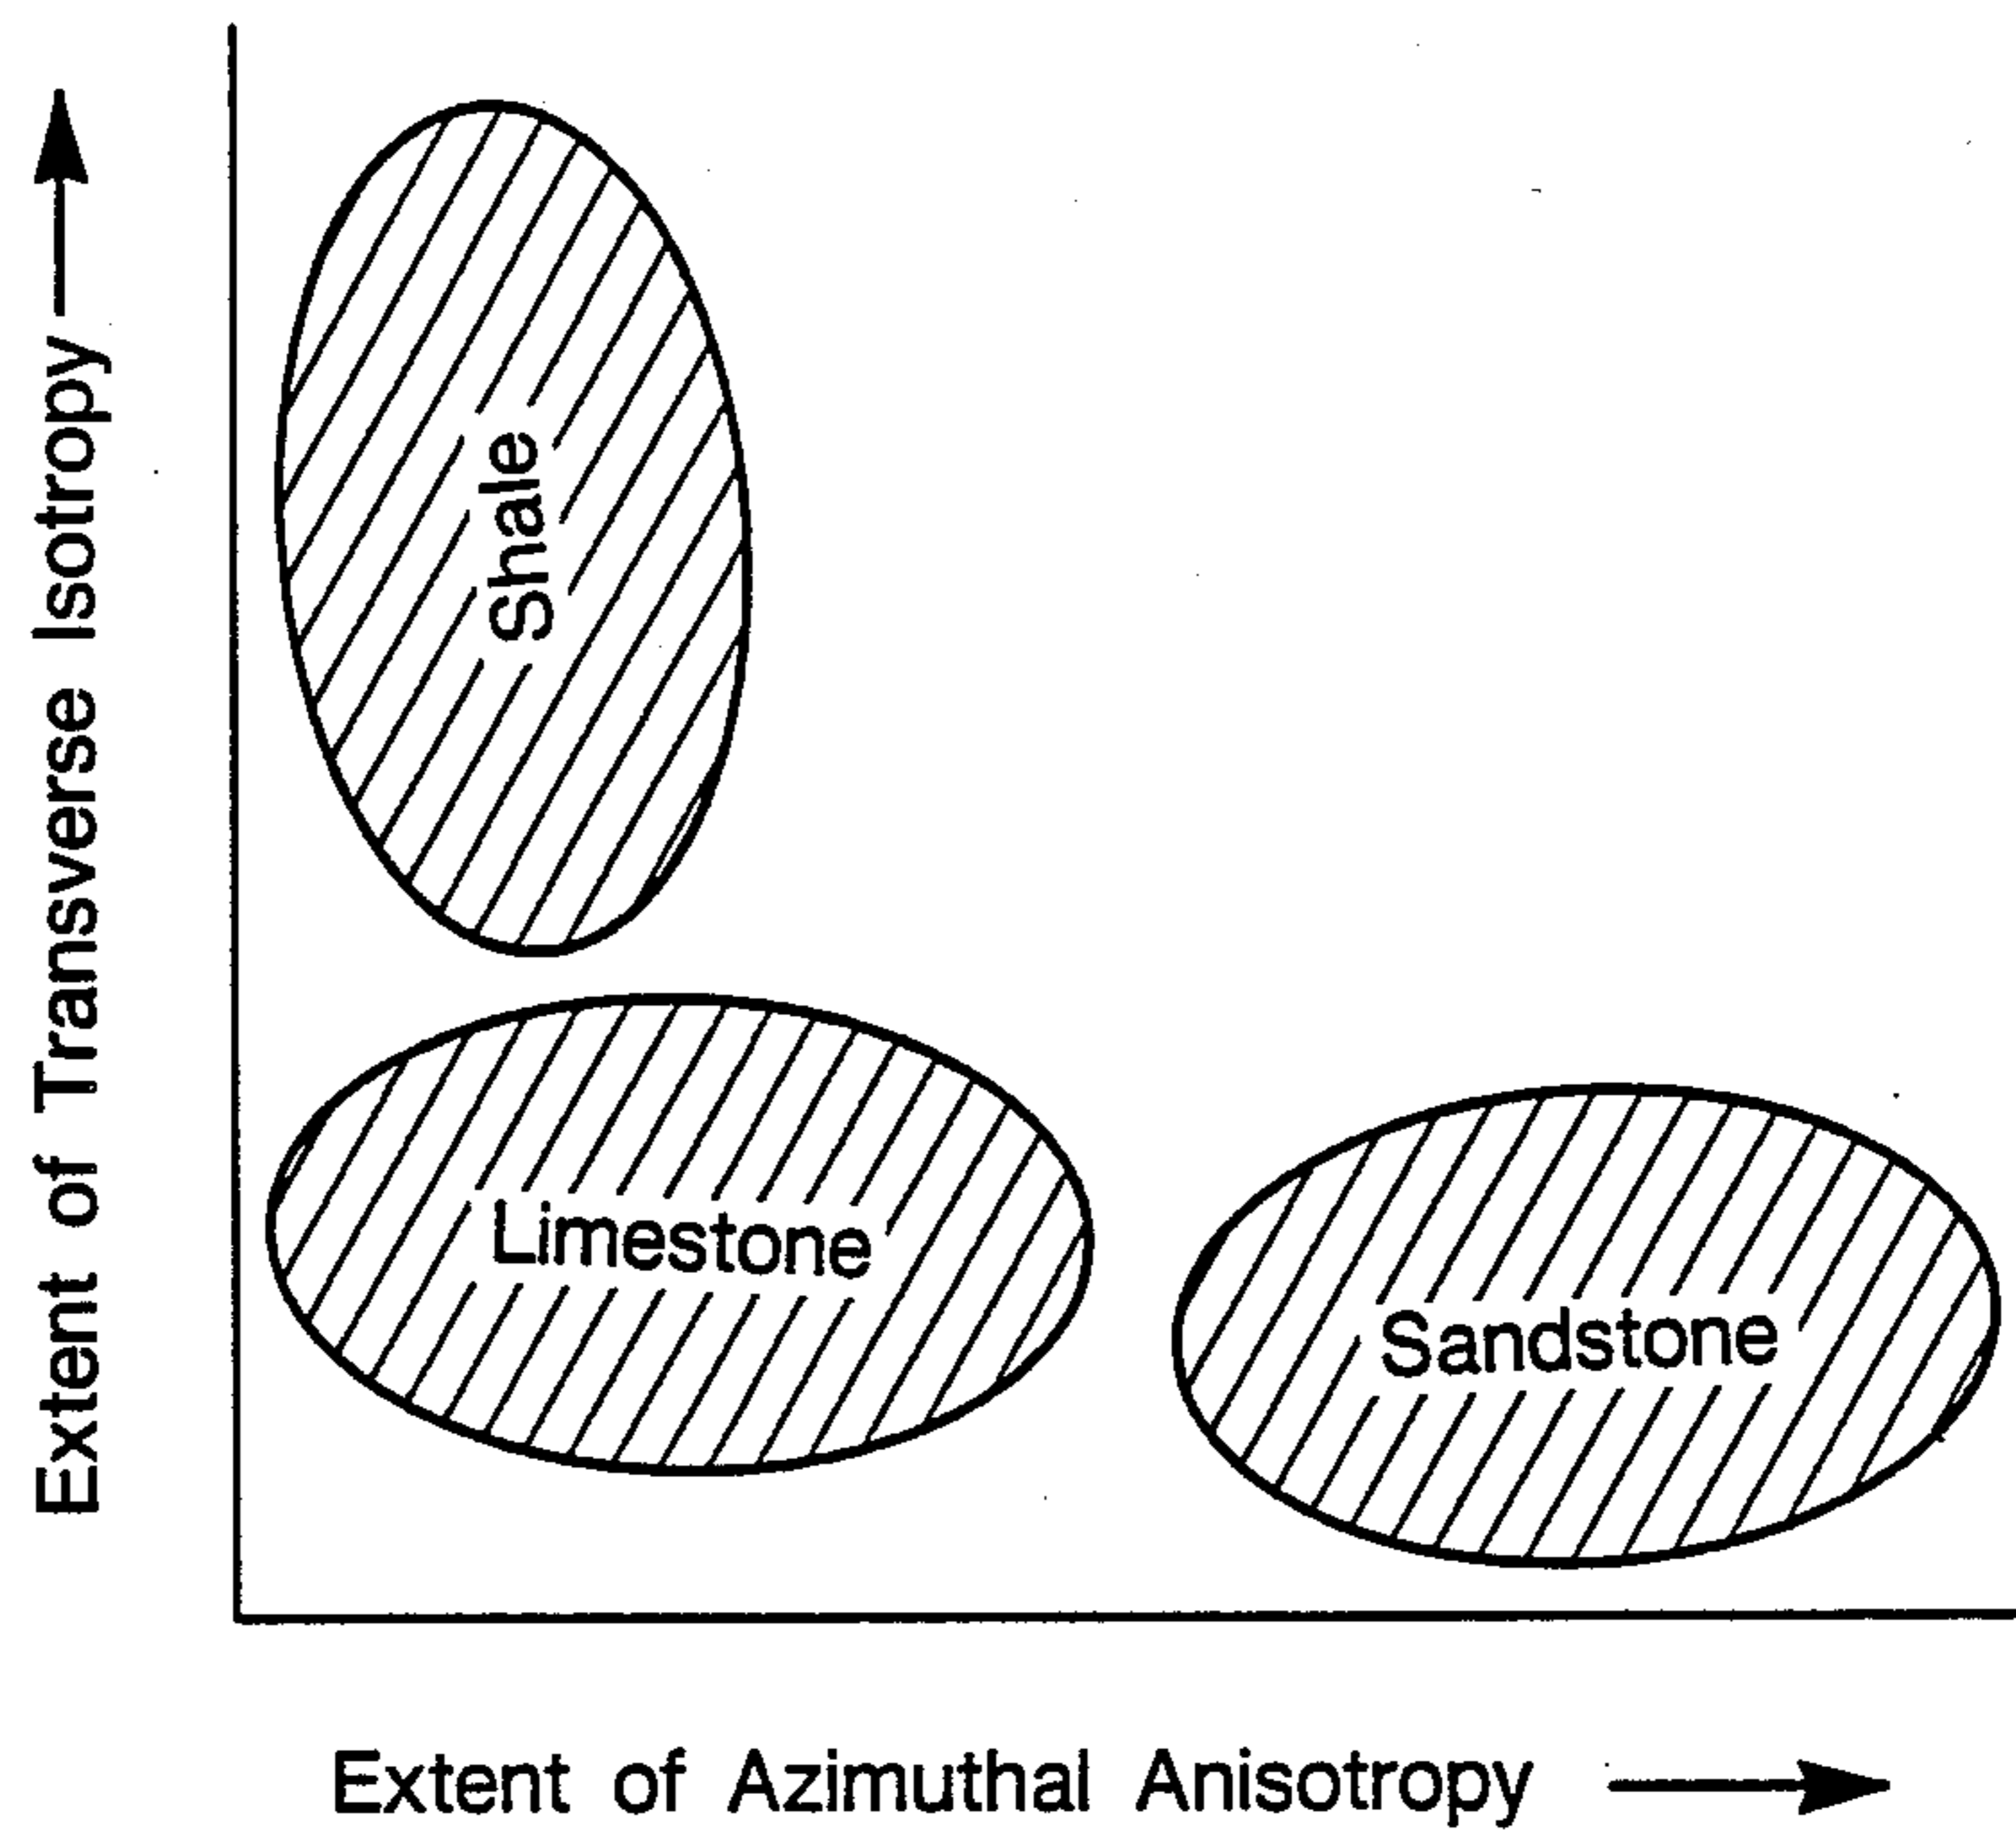 Extent of Transverse Isotropy
Shale
Limestone
Sandstone
Extent of Azimuthal Anisotropy